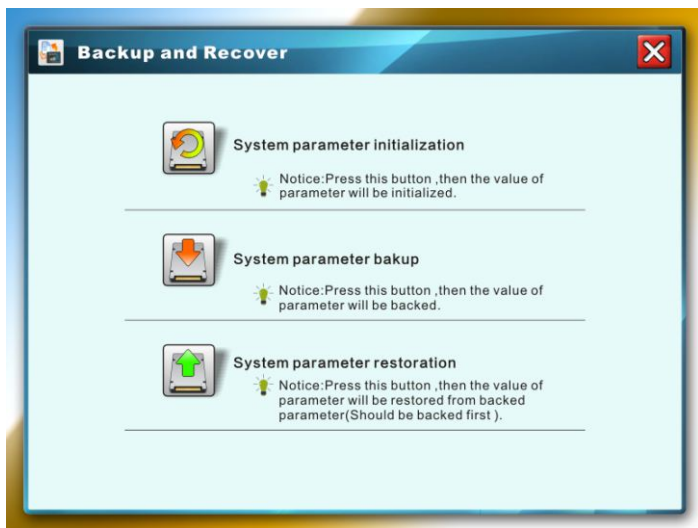 Backup and Recover
System parameter initialization
Notice:Press this button ,then the value of
parameter will be initialized.
System parameter bakup
Notice:Press this button ,then the value of
parameter will be backed.
System parameter restoration
Notice:Press this button ,then the value of
parameter will be restored from backed
parameter(Should be backed first ).